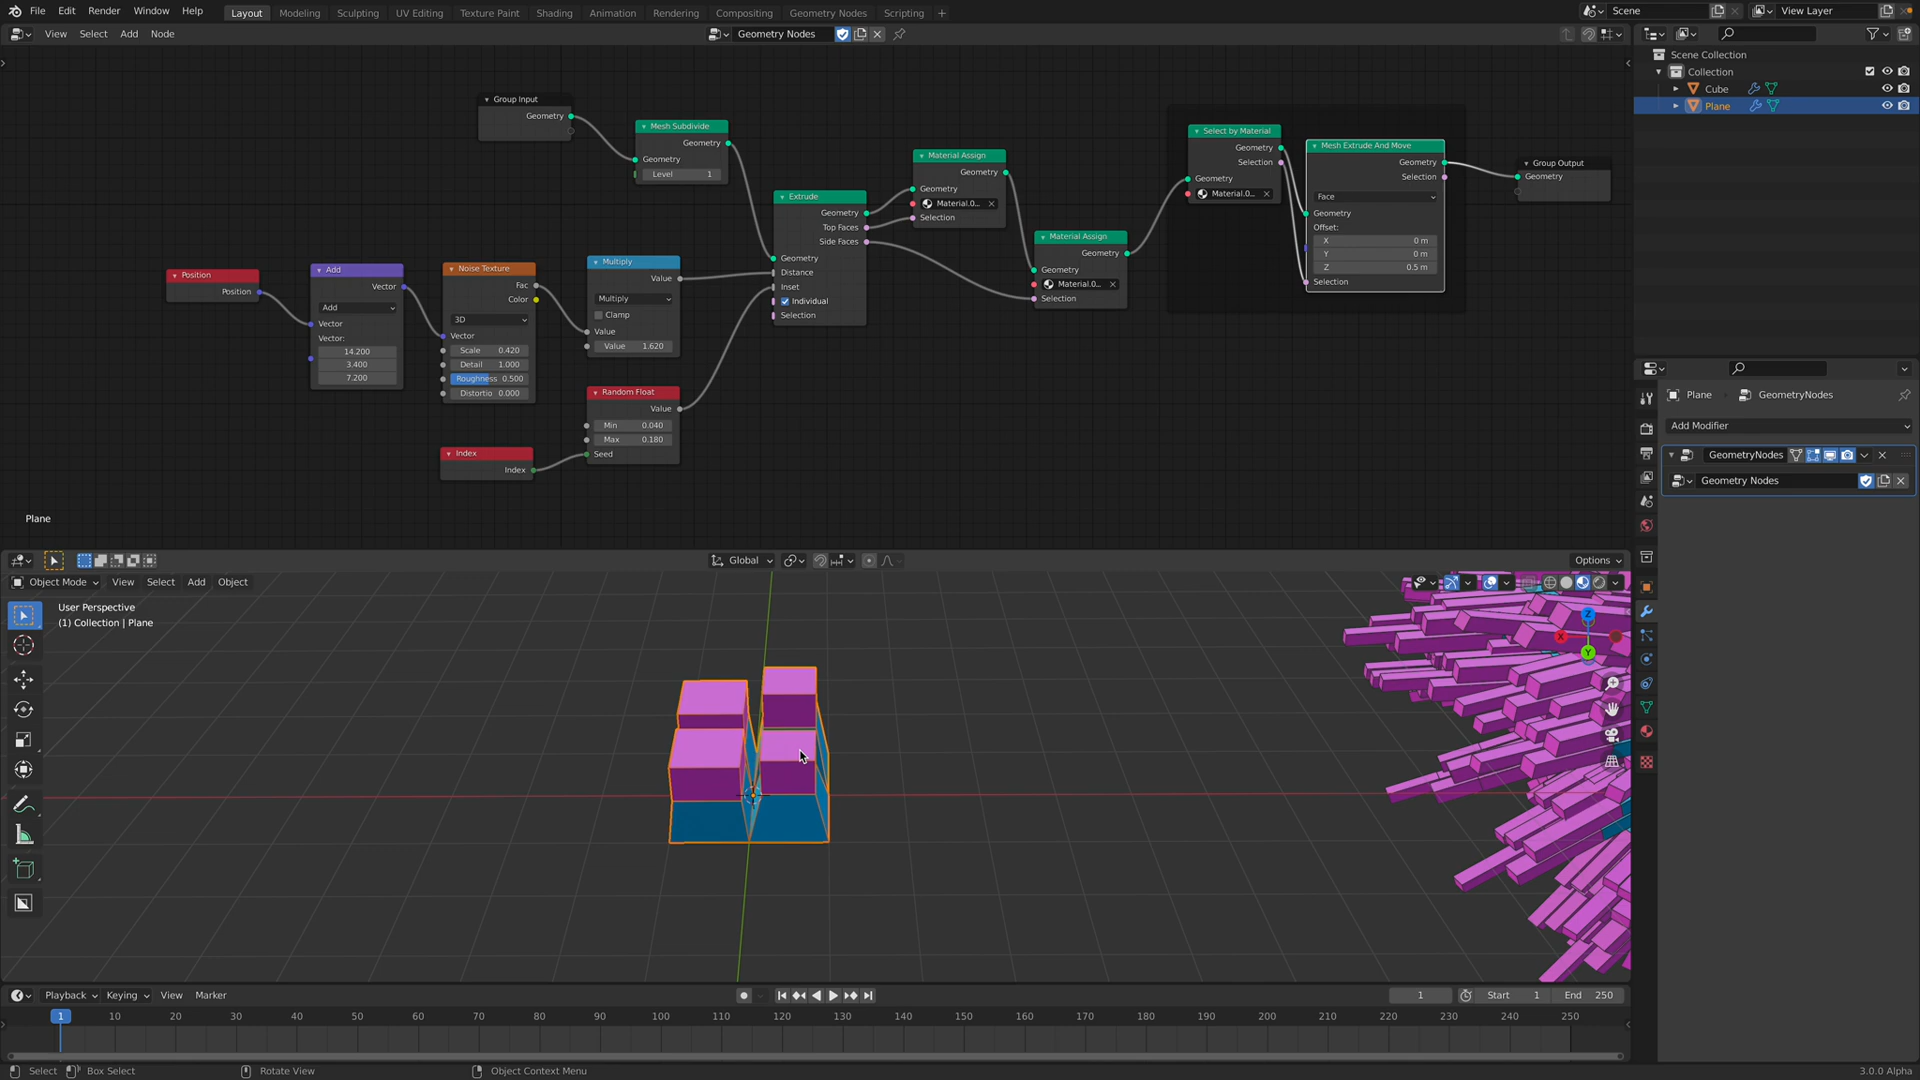 File Edit Render Window Help Layout Modeling Sculpting UV Editing Texture Paint Shading Animation Rendering Compositing Geometry Nodes Scripting + Scene View Layer
View Select Add Node Geometry Nodes
Scene Collection
Collection
Cube
Plane
Group Input
Geometry
Mesh Subdivide
Geometry
Geometry
Level 1
Extrude
Geometry
Top Faces
Side Faces
Geometry
Distance
Inset
Individual
Selection
Material Assign
Geometry
Geometry
Material.0...
Selection
Material Assign
Geometry
Geometry
Material.0...
Selection
Select by Material
Geometry
Selection
Geometry
Material.0...
Mesh Extrude And Move
Geometry
Selection
Face
Geometry
Offset:
X 0 m
Y 0 m
Z 0.5 m
Selection
Group Output
Geometry
Position
Position
Add
Vector
Add
Vector
Vector:
14.200
3.400
7.200
Noise Texture
Fac
Color
3D
Vector
Scale 0.420
Detail 1.000
Roughness 0.500
Distortio 0.000
Multiply
Value
Multiply
Clamp
Value
Value 1.620
Random Float
Value
Min 0.040
Max 0.180
Seed
Index
Index
Plane
Plane GeometryNodes
Add Modifier
GeometryNodes
Geometry Nodes
Global Options
Object Mode View Select Add Object
User Perspective
(1) Collection | Plane
Z
X
Y
Playback Keying View Marker 1 Start 1 End 250
1 10 20 30 40 50 60 70 80 90 100 110 120 130 140 150 160 170 180 190 200 210 220 230 240 250
Select Box Select Rotate View Object Context Menu 3.0.0 Alpha